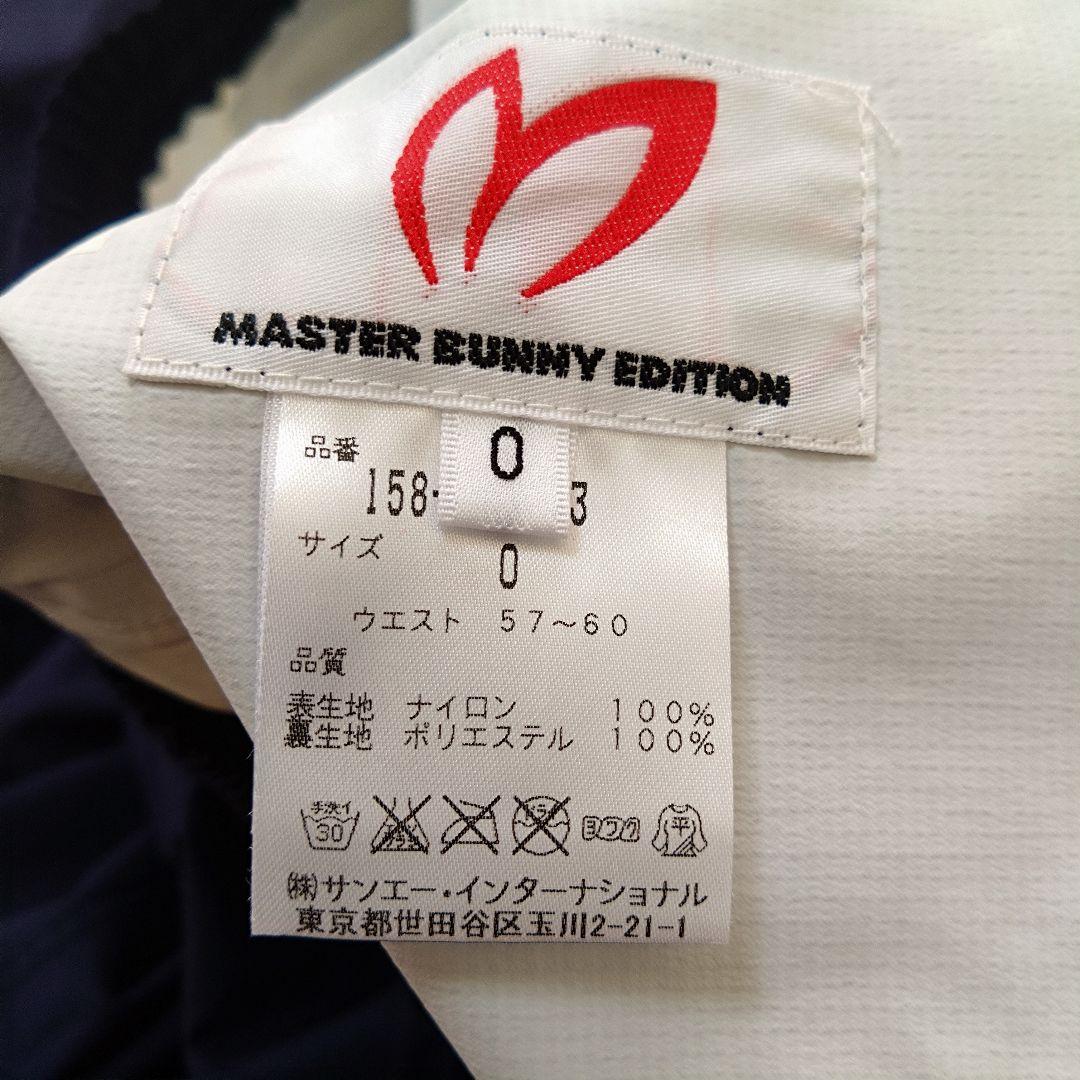 MASTER BUNNY EDITION
0
品番
158- 3
サイズ
0
ウエスト 57～60
品質
表生地 ナイロン 100%
裏生地 ポリエステル 100%
手洗イ
30
ドライ
ヨワク
平
㈱サンエー・インターナショナル
東京都世田谷区玉川2-21-1